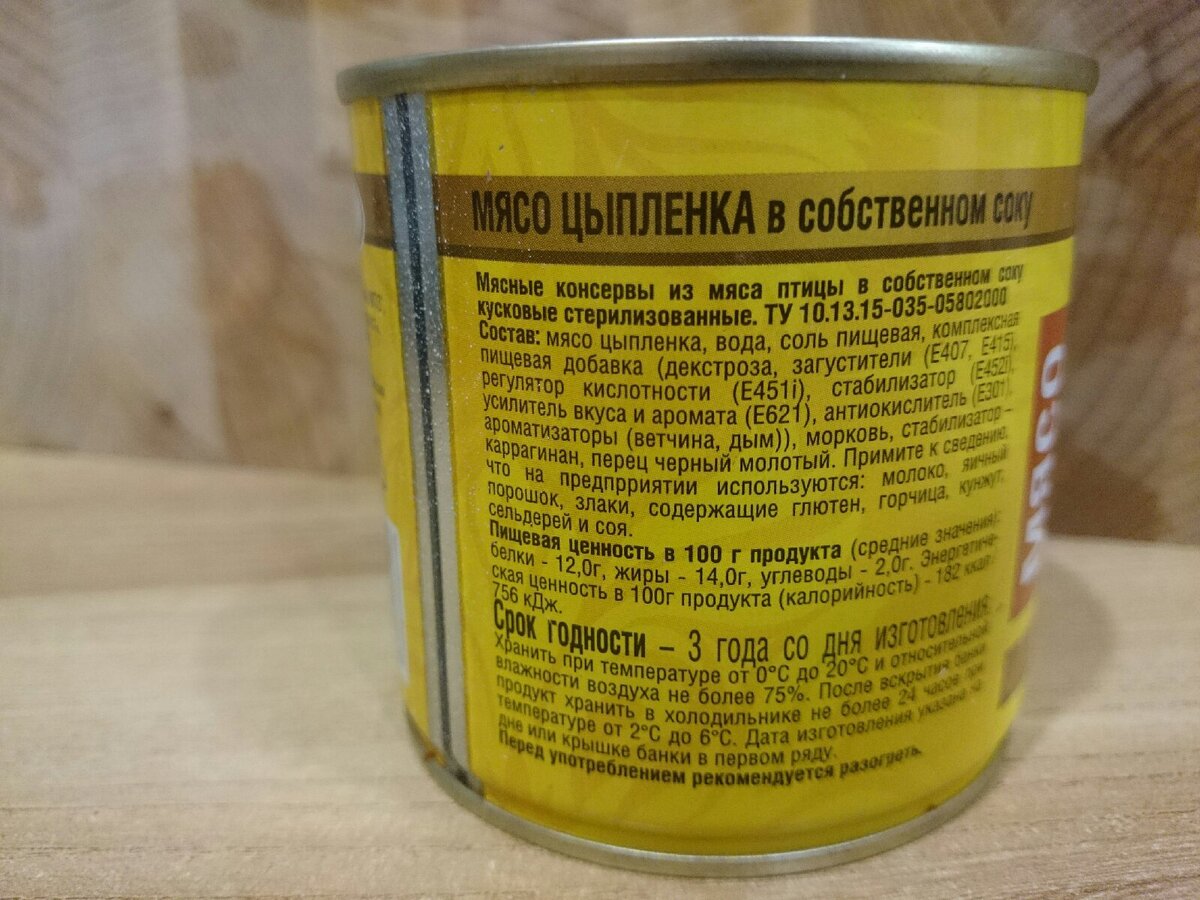 МЯСО ЦЫПЛЕНКА в собственном соку
Мясные консервы из мяса птицы в собственном соку
кусковые стерилизованные. ТУ 10.13.15-035-05802000
Состав: мясо цыпленка, вода, соль пищевая, комплексная
пищевая добавка (декстроза, загустители (Е407, Е415),
регулятор кислотности (Е451i), стабилизатор (Е452i),
усилитель вкуса и аромата (Е621), антиокислитель (Е301),
ароматизаторы (ветчина, дым)), морковь, стабилизатор –
каррагинан, перец черный молотый. Примите к сведению,
что на предпрриятии используются: молоко, яичный
порошок, злаки, содержащие глютен, горчица, кунжут,
сельдерей и соя.
Пищевая ценность в 100 г продукта (средние значения):
белки - 12,0г, жиры - 14,0г, углеводы - 2,0г. Энергетиче-
ская ценность в 100г продукта (калорийность) - 182 ккал/
756 кДж.
Срок годности – 3 года со дня изготовления.
Хранить при температуре от 0°С до 20°С и относительной
влажности воздуха не более 75%. После вскрытия банки
продукт хранить в холодильнике не более 24 часов при
температуре от 2°С до 6°С. Дата изготовления указана на
дне или крышке банки в первом ряду.
Перед употреблением рекомендуется разогреть.
МЯСО